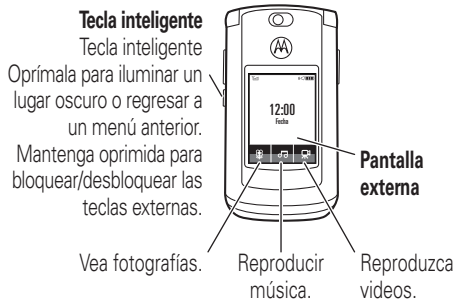 Tecla inteligente
Tecla inteligente
Oprímala para iluminar un
lugar oscuro o regresar a
un menú anterior.
Mantenga oprimida para
bloquear/desbloquear las
teclas externas.
12:00
Fecha
Pantalla
externa
Vea fotografías.
Reproducir
música.
Reproduzca
videos.